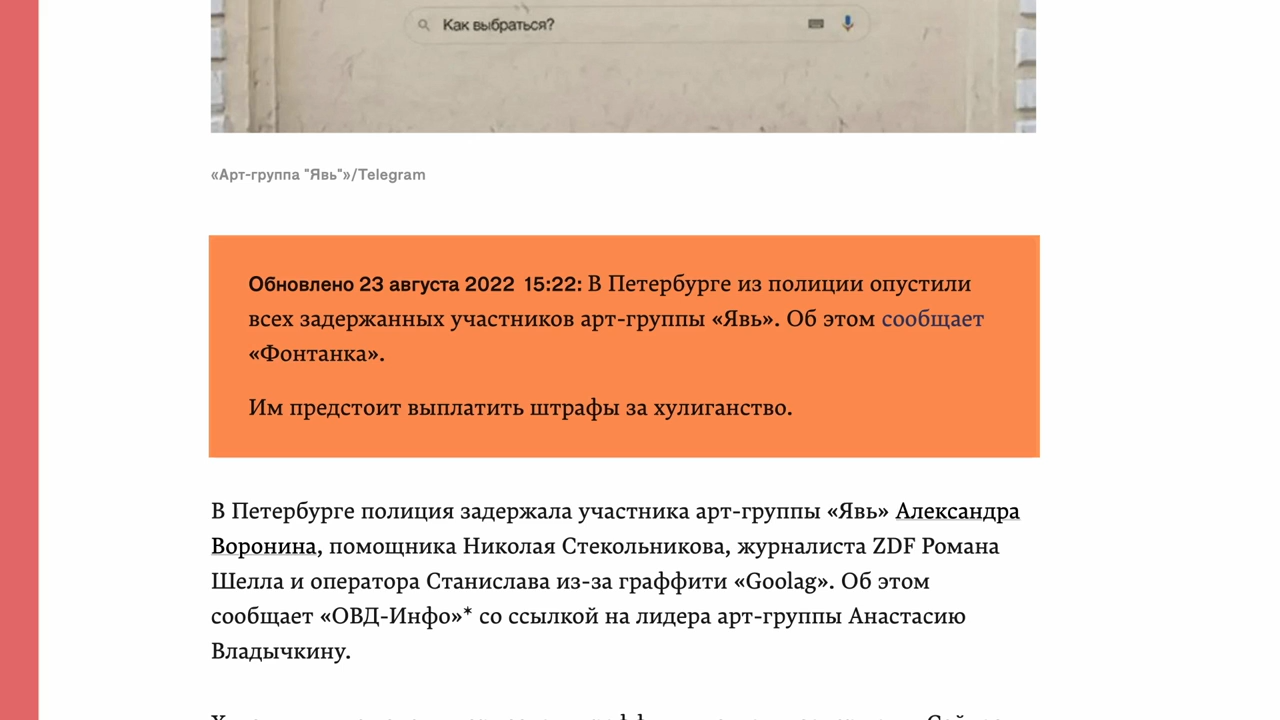 Как выбраться?
«Арт-группа "Явь"»/Telegram
Обновлено 23 августа 2022 15:22: В Петербурге из полиции опустили
всех задержанных участников арт-группы «Явь». Об этом сообщает
«Фонтанка».
Им предстоит выплатить штрафы за хулиганство.
В Петербурге полиция задержала участника арт-группы «Явь» Александра
Воронина, помощника Николая Стекольникова, журналиста ZDF Романа
Шелла и оператора Станислава из-за граффити «Goolag». Об этом
сообщает «ОВД-Инфо»* со ссылкой на лидера арт-группы Анастасию
Владычкину.